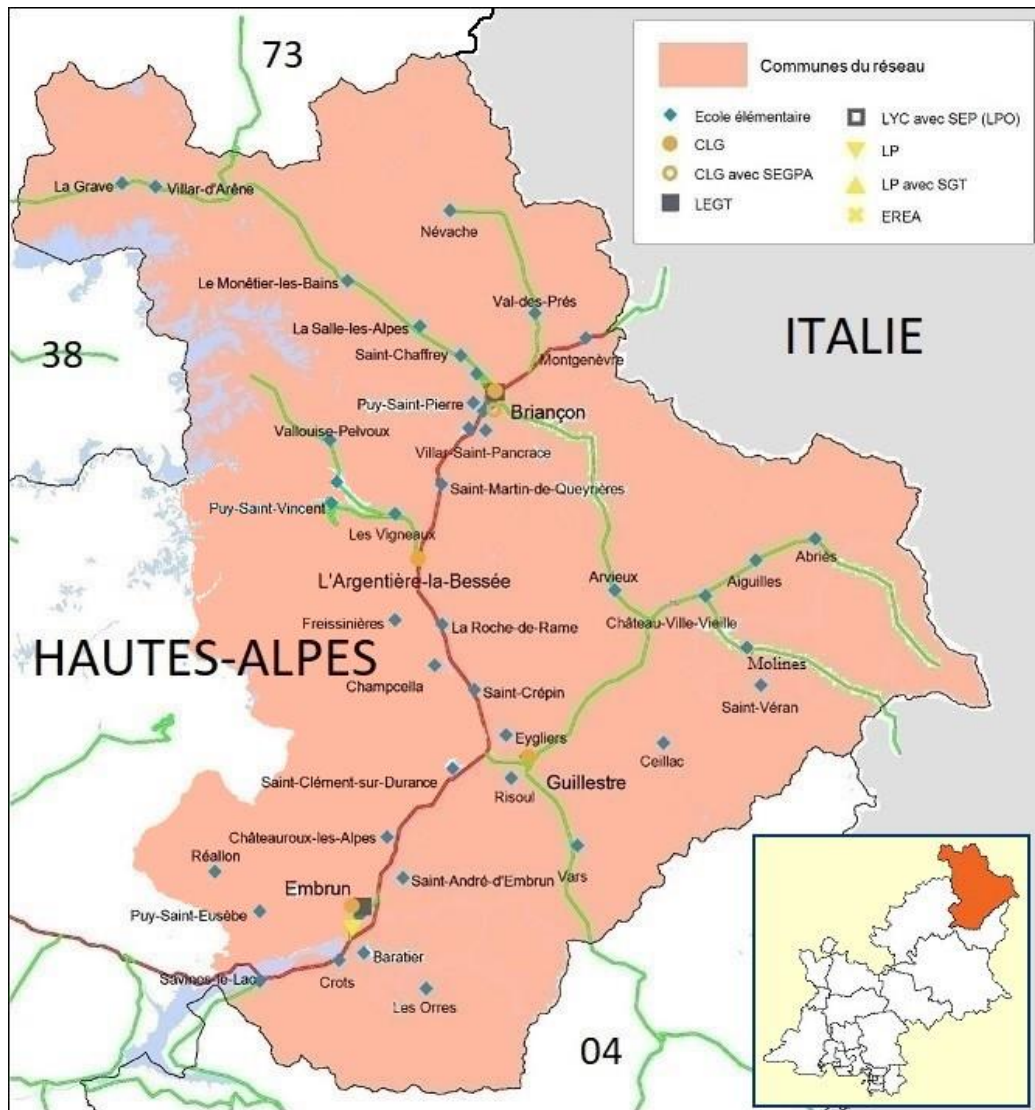 73
Communes du réseau
Ecole élémentaire
CLG
CLG avec SEGPA
LEGT
LYC avec SEP (LPO)
LP
LP avec SGT
EREA
La Grave
Villar-d'Arêne
Névache
Le Monêtier-les-Bains
Val-des-Prés
La Salle-les-Alpes
ITALIE
38
Saint-Chaffrey
Montgenèvre
Puy-Saint-Pierre
Briançon
Vallouise-Pelvoux
Villar-Saint-Pancrace
Saint-Martin-de-Queyrières
Puy-Saint-Vincent
Les Vigneaux
Abriès
L'Argentière-la-Bessée
Arvieux
Aiguilles
Freissinières
La Roche-de-Rame
Château-Ville-Vieille
HAUTES-ALPES
Molines
Champcella
Saint-Crépin
Saint-Véran
Eygliers
Ceillac
Saint-Clément-sur-Durance
Guillestre
Risoul
Châteauroux-les-Alpes
Réallon
Vars
Saint-André-d'Embrun
Embrun
Puy-Saint-Eusèbe
Baratier
Savines-le-Lac
Crots
Les Orres
04